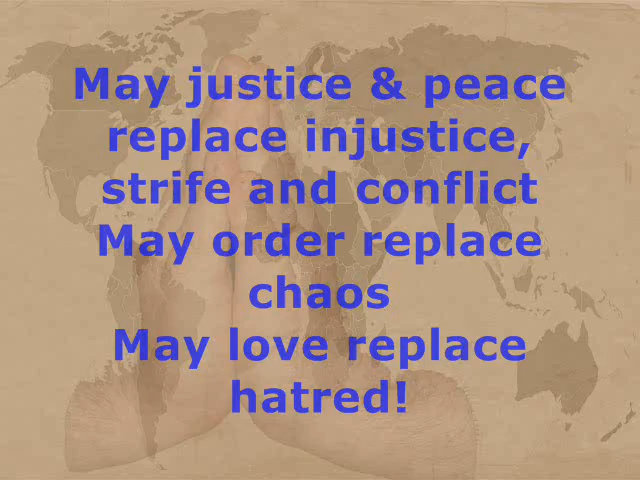 May justice & peace
replace injustice,
strife and conflict
May order replace
chaos
May love replace
hatred!